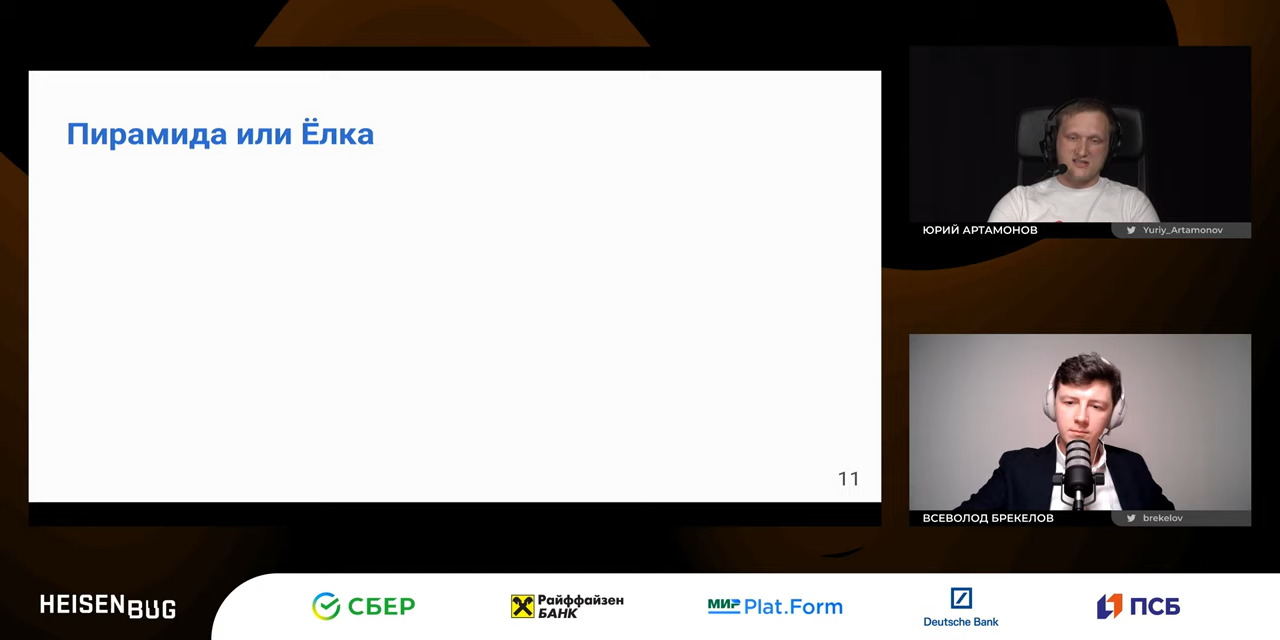 Пирамида или Ёлка
11
ЮРИЙ АРТАМОНОВ
Yuriy_Artamonov
ВСЕВОЛОД БРЕКЕЛОВ
brekelov
HEISENBUG
СБЕР
Райффайзен
БАНК
МИР Plat.Form
Deutsche Bank
ПСБ